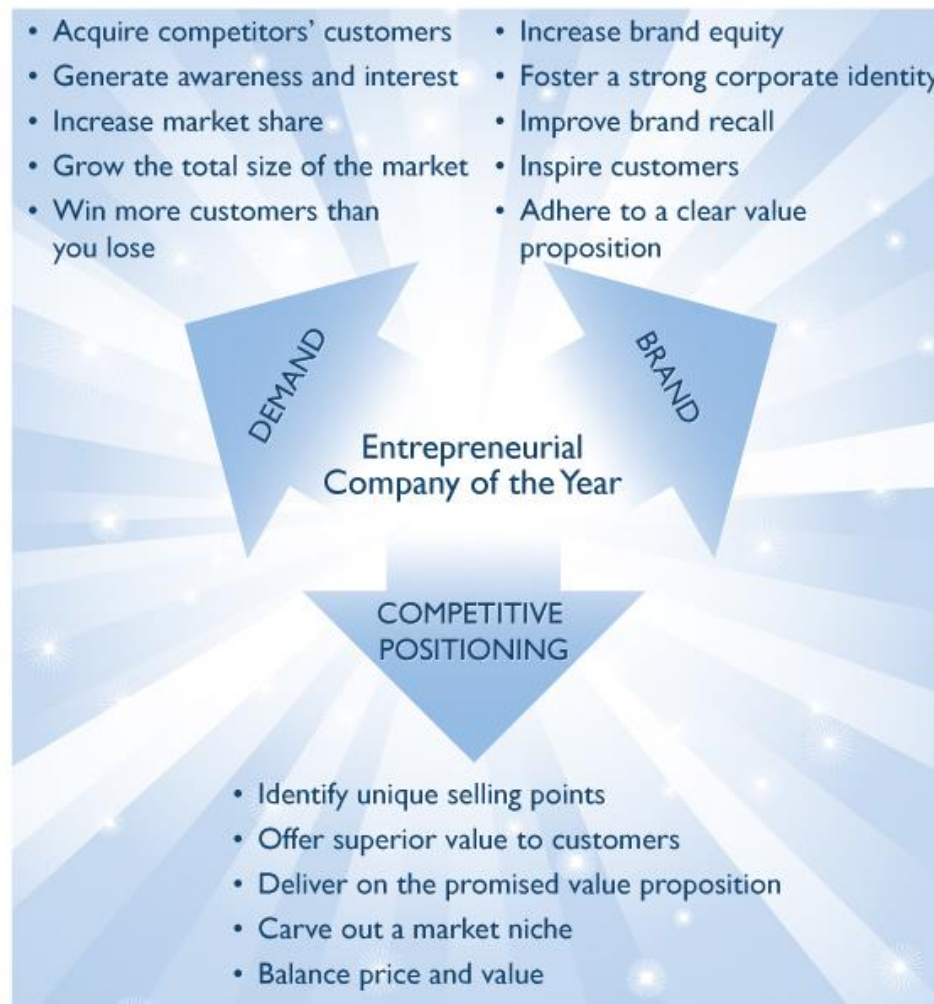 • Acquire competitors' customers
• Generate awareness and interest
• Increase market share
• Grow the total size of the market
• Win more customers than
you lose
• Increase brand equity
• Foster a strong corporate identity
• Improve brand recall
• Inspire customers
• Adhere to a clear value
proposition
DEMAND
BRAND
Entrepreneurial
Company of the Year
COMPETITIVE
POSITIONING
• Identify unique selling points
• Offer superior value to customers
• Deliver on the promised value proposition
• Carve out a market niche
• Balance price and value